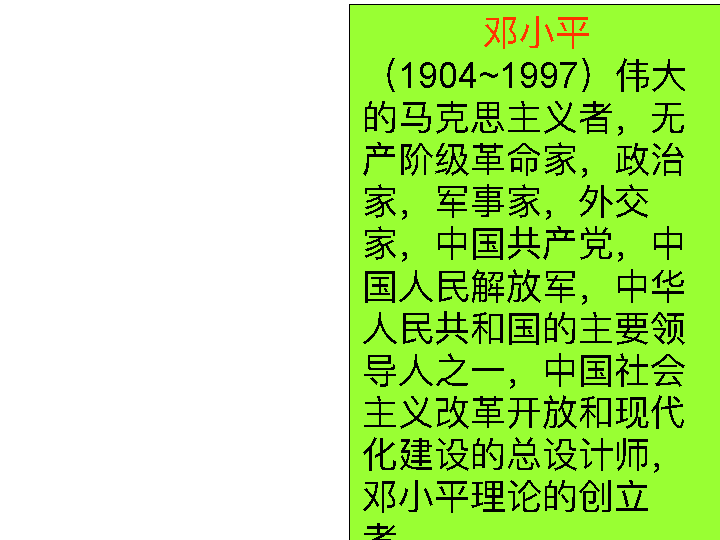 邓小平
（1904~1997）伟大
的马克思主义者，无
产阶级革命家，政治
家，军事家，外交
家，中国共产党，中
国人民解放军，中华
人民共和国的主要领
导人之一，中国社会
主义改革开放和现代
化建设的总设计师，
邓小平理论的创立
者